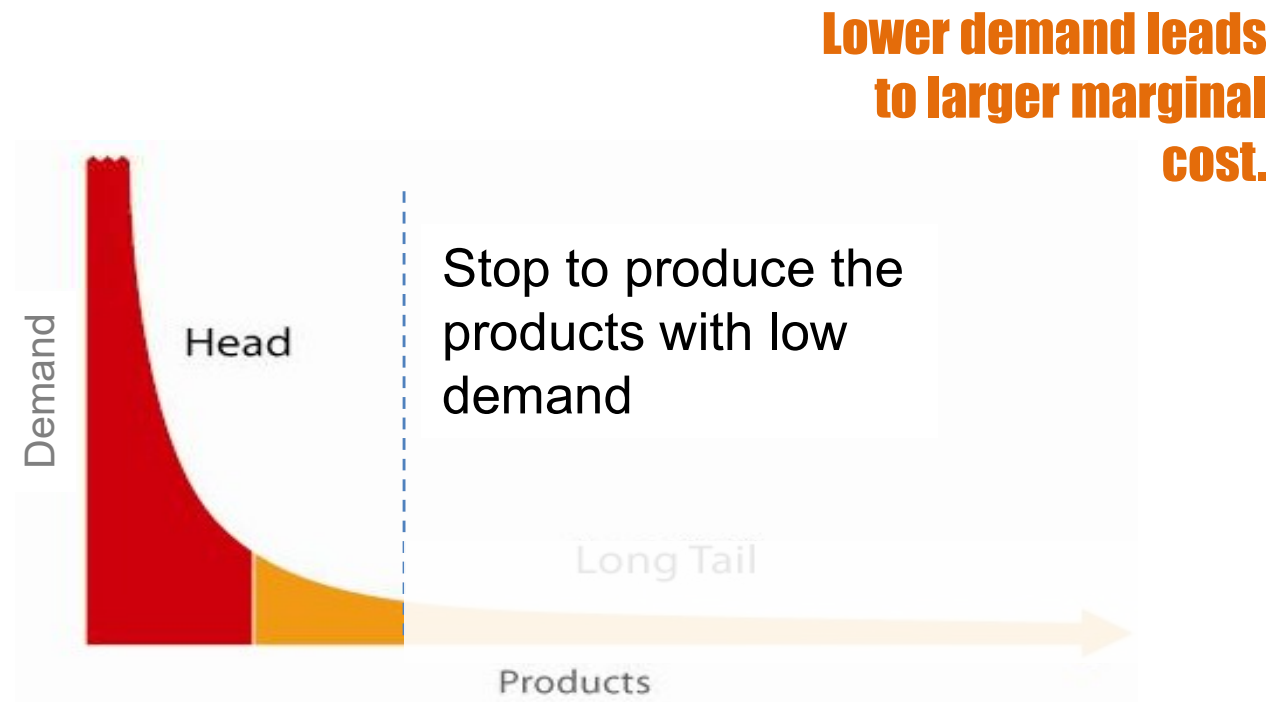 Lower demand leads
to larger marginal
cost.
Stop to produce the
products with low
demand
Head
Demand
Long Tail
Products